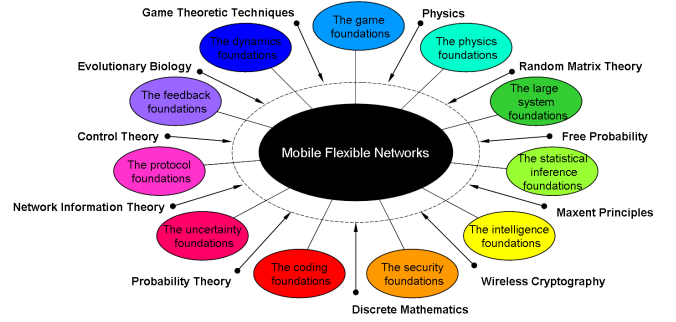 Game Theoretic Techniques
The game
foundations
Physics
The dynamics
foundations
The physics
foundations
Evolutionary Biology
Random Matrix Theory
The feedback
foundations
The large
system
foundations
Control Theory
Free Probability
Mobile Flexible Networks
The protocol
foundations
The statistical
inference
foundations
Network Information Theory
Maxent Principles
The uncertainty
foundations
The intelligence
foundations
Probability Theory
The coding
foundations
The security
foundations
Wireless Cryptography
Discrete Mathematics